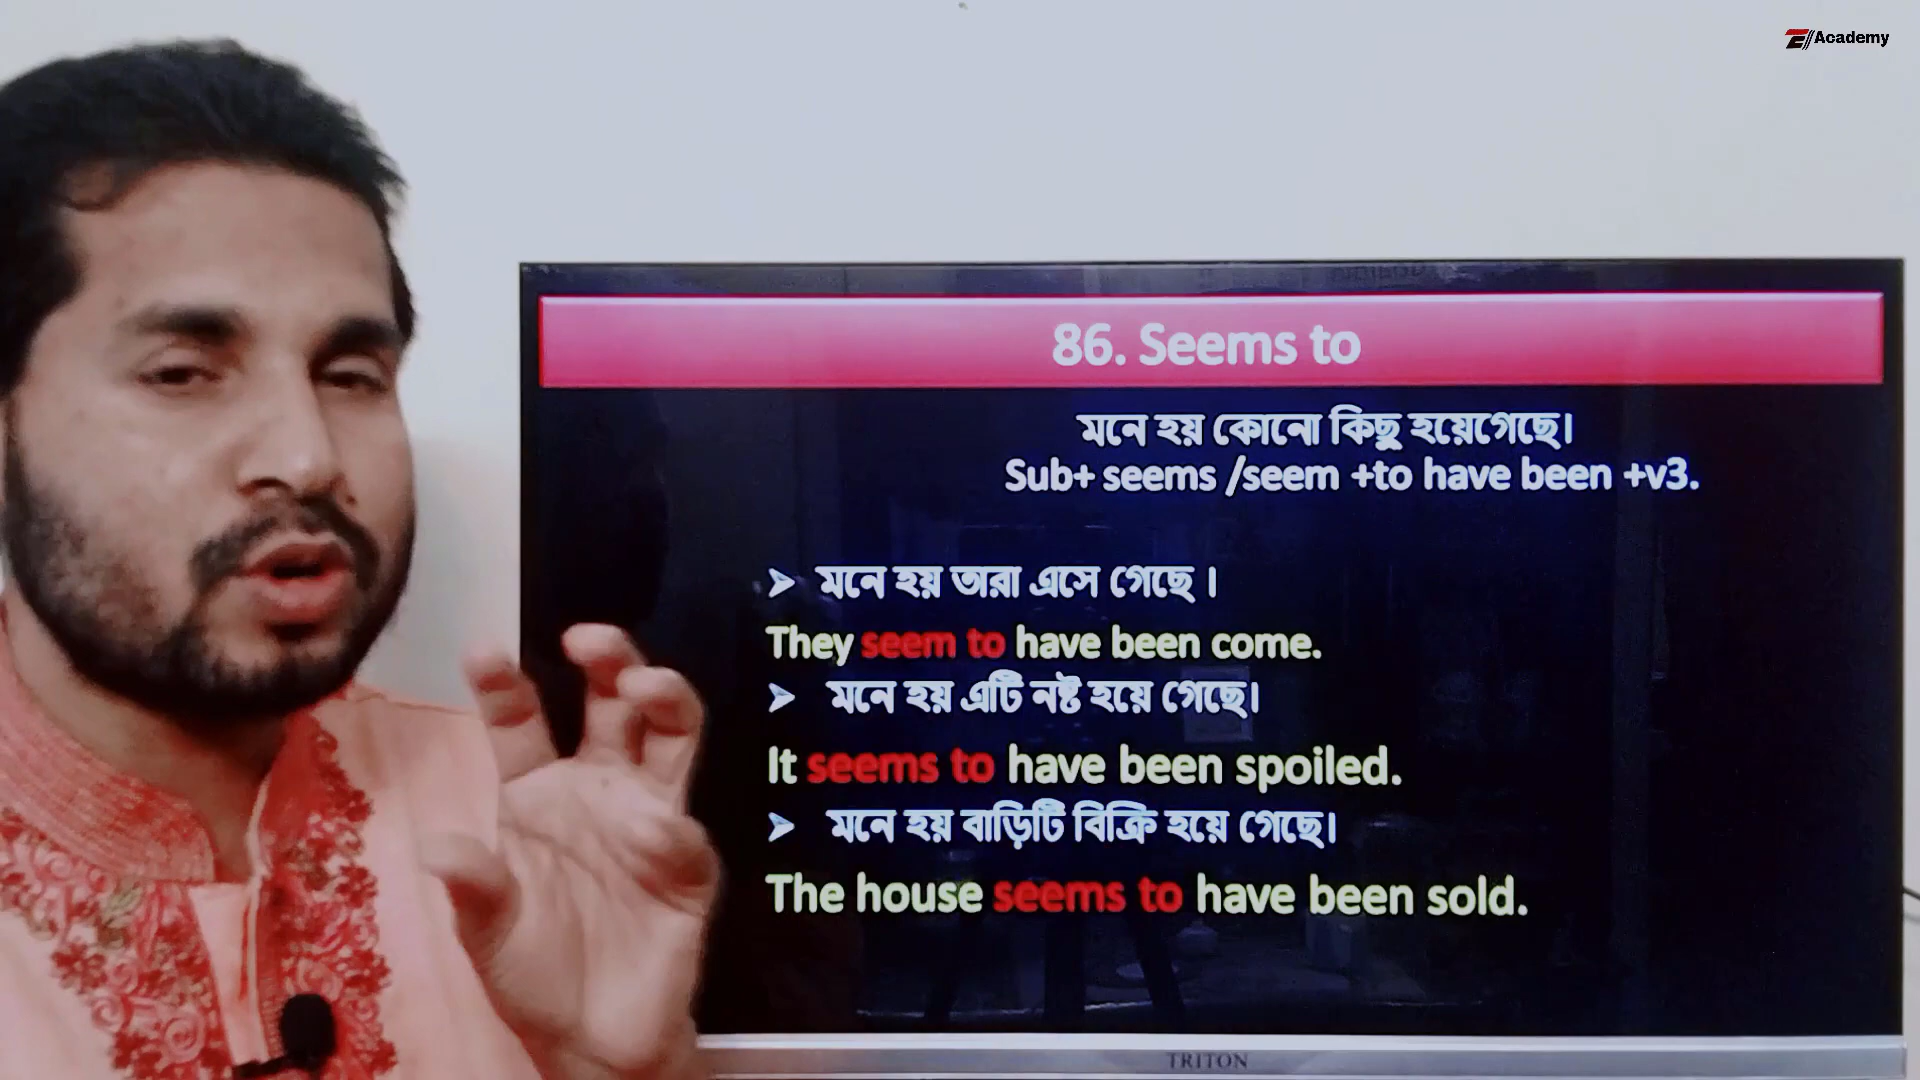 E//Academy
86. Seems to
মনে হয় কোনো কিছু হয়েগেছে।
Sub+ seems /seem +to have been +v3.
➤ মনে হয় তারা এসে গেছে ।
They seem to have been come.
➤ মনে হয় এটি নষ্ট হয়ে গেছে।
It seems to have been spoiled.
➤ মনে হয় বাড়িটি বিক্রি হয়ে গেছে।
The house seems to have been sold.
TRITON